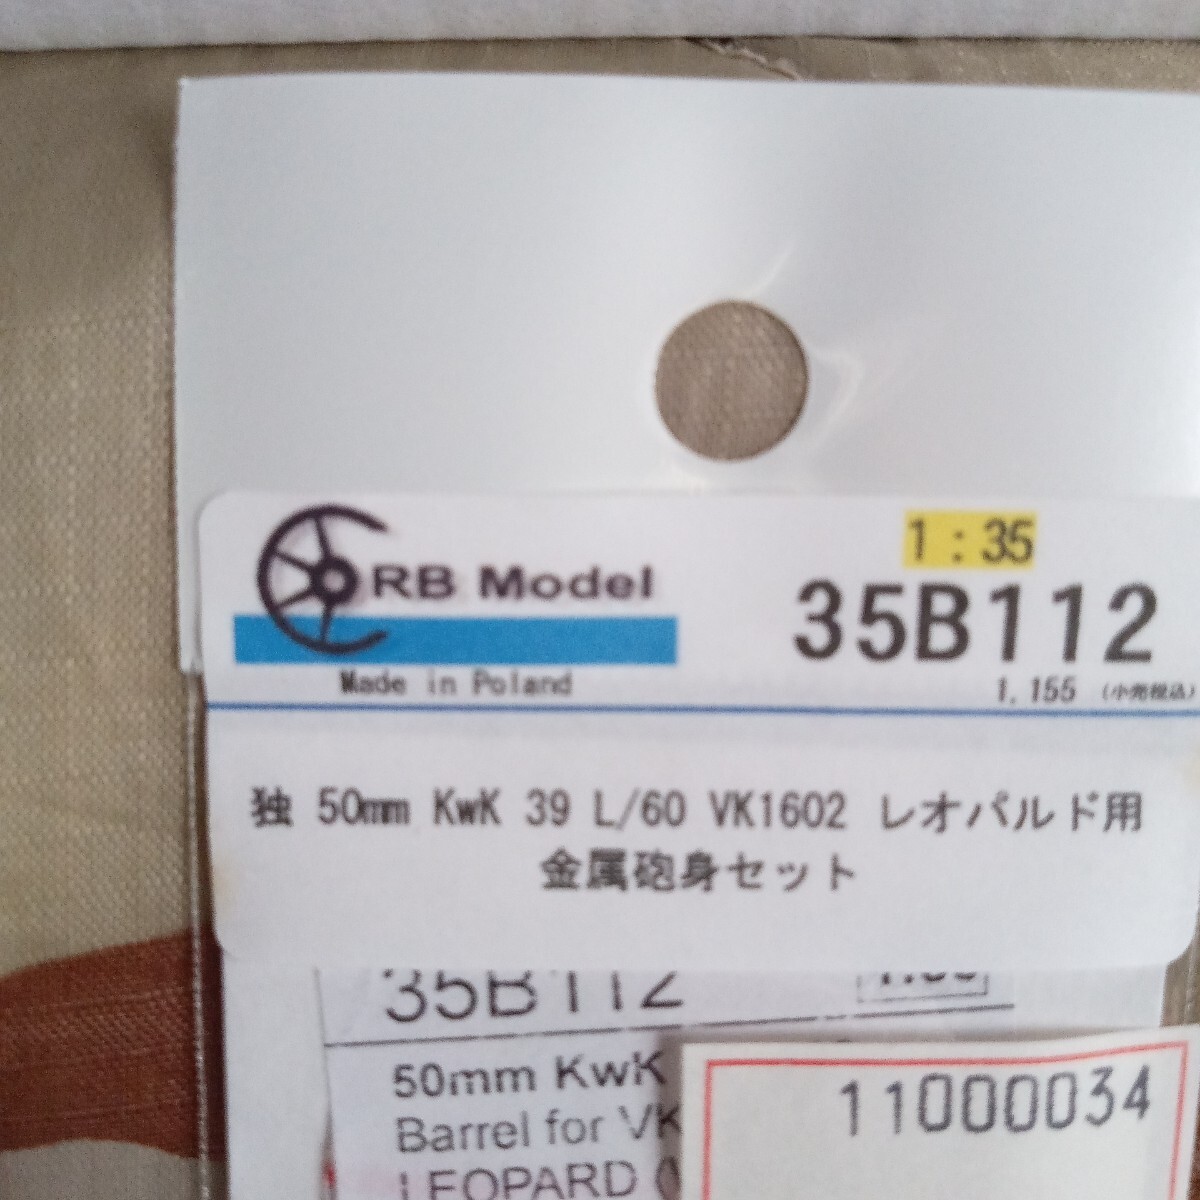 1:35
RB Model
35B112
Made in Poland
1,155 (小売税込)
独 50mm KwK 39 L/60 VK1602 レオパルド用
金属砲身セット
35B112
50mm KwK
Barrel for VK
LEOPARD
11000034